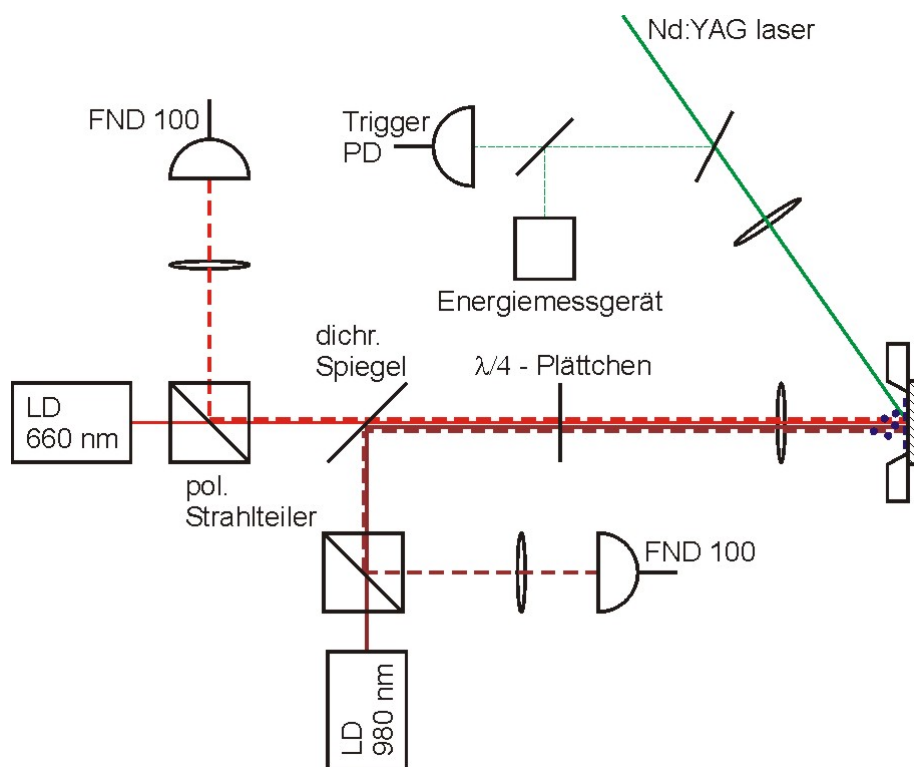 Nd:YAG laser
FND 100
Trigger
PD
Energiemessgerät
dichr.
Spiegel
λ/4 - Plättchen
LD
660 nm
pol.
Strahlteiler
FND 100
LD
980 nm